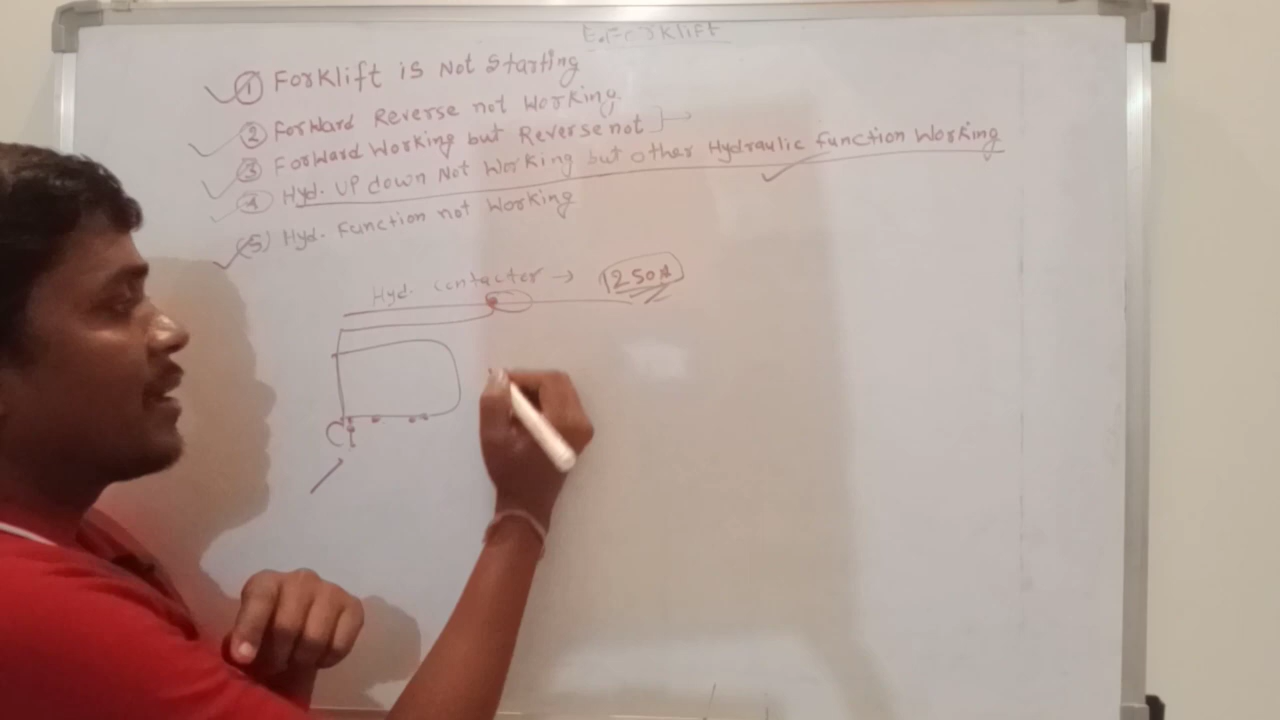 E.Forklift
① Forklift is Not Starting
② Forward Reverse not Working.
③ Forward Working but Reverse not
④ Hyd. UP down Not Working but other Hydraulic function Working
(5) Hyd. Function not Working
Hyd. contactor → 1250A